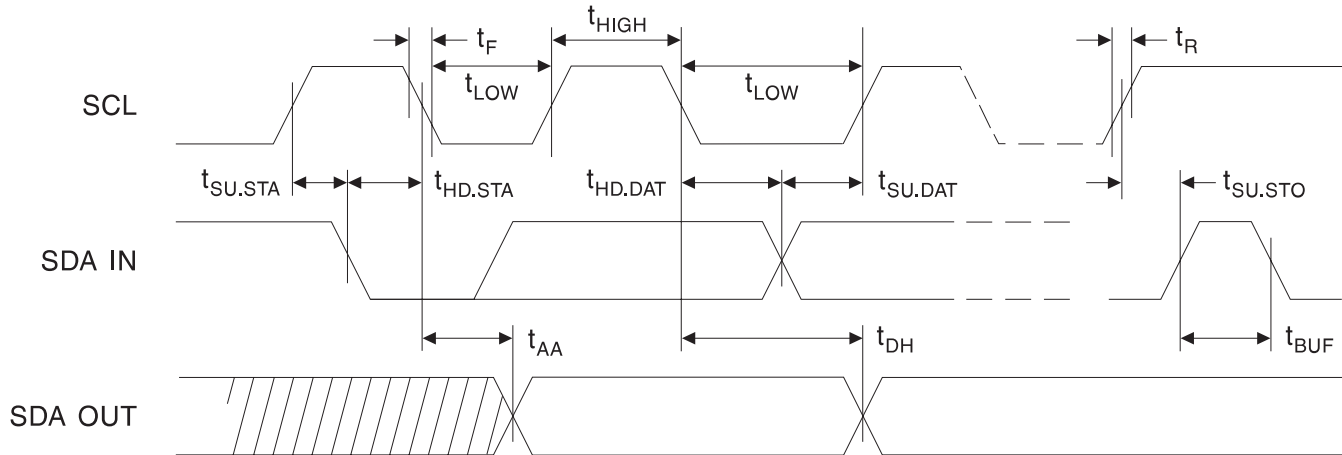 tF
tHIGH
tR
tLOW
tLOW
SCL
tSU.STA
tHD.STA
tHD.DAT
tSU.DAT
tSU.STO
SDA IN
tAA
tDH
tBUF
SDA OUT